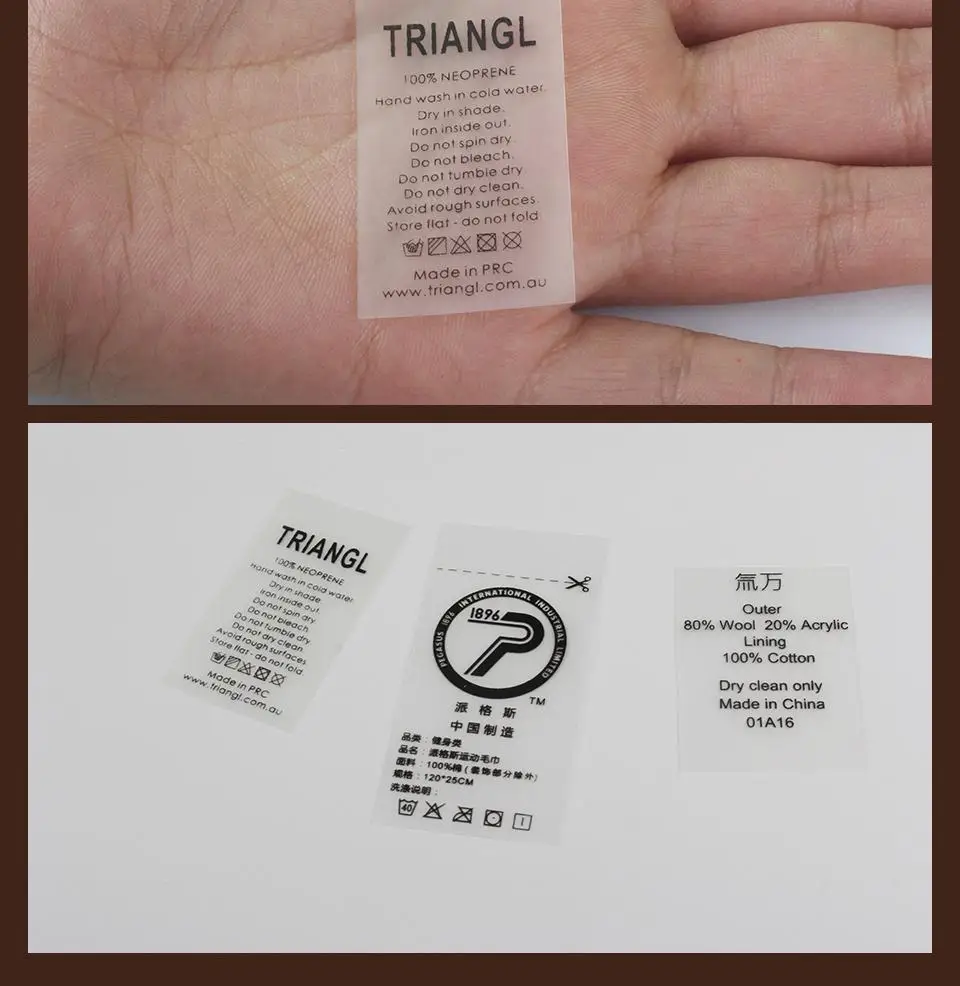 TRIANGL
100% NEOPRENE
Hand wash in cold water.
Dry in shade.
Iron inside out.
Do not spin dry.
Do not bleach.
Do not tumble dry
Do not dry clean.
Avoid rough surfaces.
Store flat - do not fold
Made in PRC
www.triangl.com.au
TRIANGL
100% NEOPRENE
Hand wash in cold water.
Dry in shade.
Iron inside out.
Do not spin dry.
Do not bleach.
Do not tumble dry
Do not dry clean.
Avoid rough surfaces
Store flat - do not fold.
Made in PRC
www.triangl.com.au
PEGASUS 1896 INTERNATIONAL INDUSTRIAL LIMITED
1896
TM
派格斯
中国制造
品类：健身类
品名：派格斯运动毛巾
面料：100%棉（装饰部分除外）
规格：120*25CM
洗涤说明：
40
氚万
Outer
80% Wool 20% Acrylic
Lining
100% Cotton
Dry clean only
Made in China
01A16